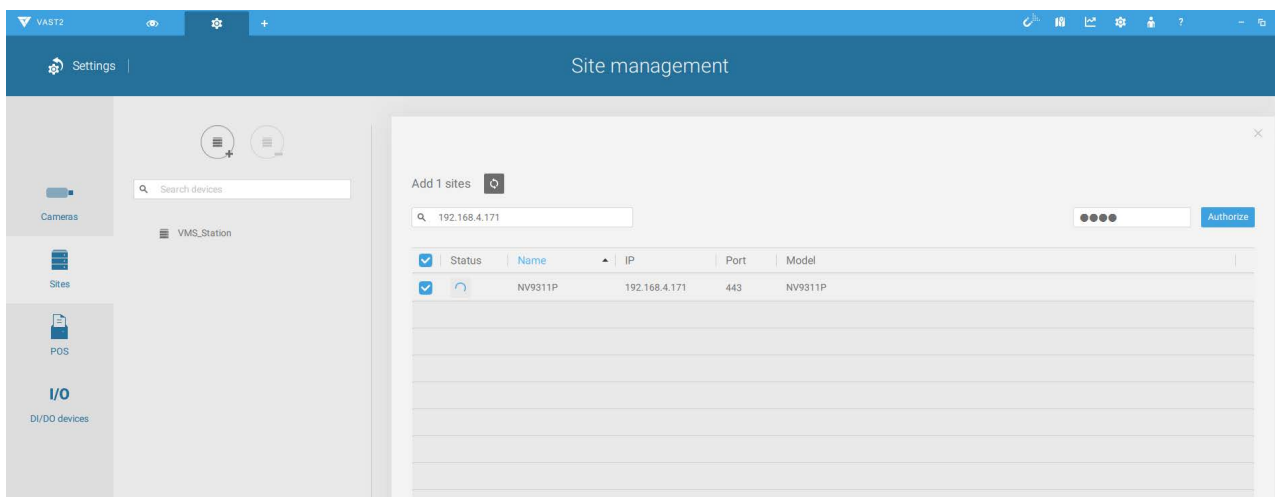 VAST2
+
?
Settings
Site management
Search devices
Add 1 sites
Cameras
192.168.4.171
Authorize
VMS_Station
Status Name IP Port Model
Sites
NV9311P 192.168.4.171 443 NV9311P
POS
I/O
DI/DO devices